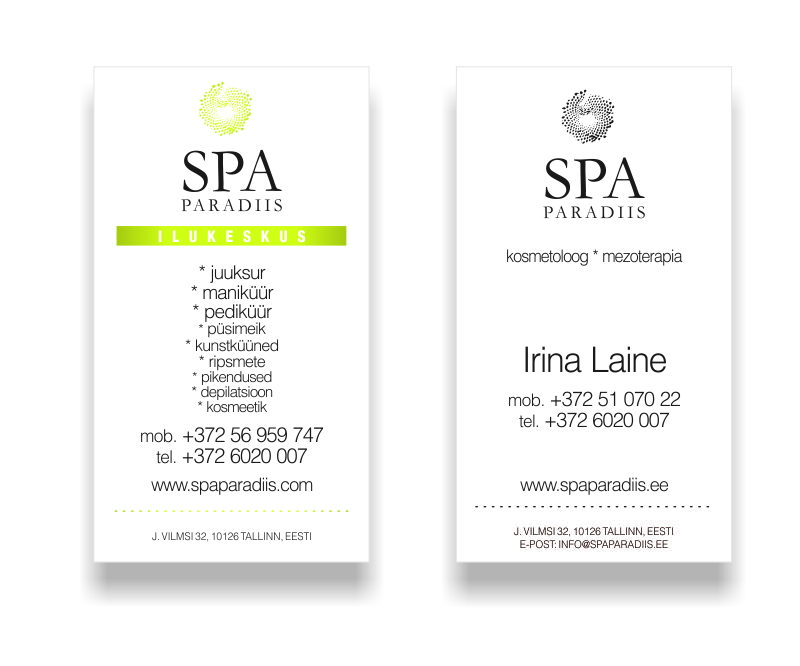 SPA
PARADIIS
ILUKESKUS
* juuksur
* maniküür
* pediküür
* püsimeik
* kunstküüned
* ripsmete
* pikendused
* depilatsioon
* kosmeetik
mob. +372 56 959 747
tel. +372 6020 007
www.spaparadiis.com
J. VILMSI 32, 10126 TALLINN, EESTI
SPA
PARADIIS
kosmetoloog * mezoterapia
Irina Laine
mob. +372 51 070 22
tel. +372 6020 007
www.spaparadiis.ee
J. VILMSI 32, 10126 TALLINN, EESTI
E-POST: INFO@SPAPARADIIS.EE